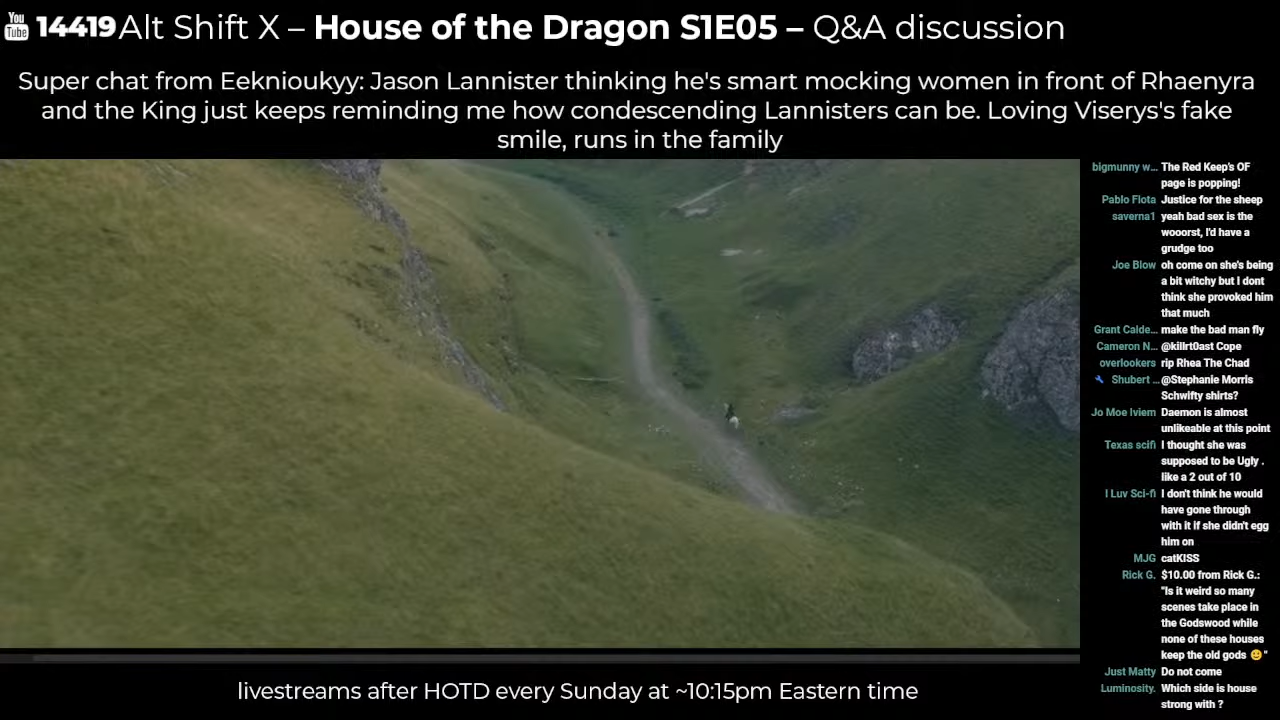 You Tube 14419 Alt Shift X – House of the Dragon S1E05 – Q&A discussion
Super chat from Eeknioukyy: Jason Lannister thinking he's smart mocking women in front of Rhaenyra
and the King just keeps reminding me how condescending Lannisters can be. Loving Viserys's fake
smile, runs in the family
bigmunny w... The Red Keep's OF
page is popping!
Pablo Flota Justice for the sheep
saverna1 yeah bad sex is the
wooorst, I'd have a
grudge too
Joe Blow oh come on she's being
a bit witchy but I dont
think she provoked him
that much
Grant Calde... make the bad man fly
Cameron N... @killrt0ast Cope
overlookers rip Rhea The Chad
Shubert ... @Stephanie Morris
Schwifty shirts?
Jo Moe Iviem Daemon is almost
unlikeable at this point
Texas scifi I thought she was
supposed to be Ugly .
like a 2 out of 10
I Luv Sci-fi I don't think he would
have gone through
with it if she didn't egg
him on
MJG catKISS
Rick G. $10.00 from Rick G.:
"Is it weird so many
scenes take place in
the Godswood while
none of these houses
keep the old gods 🙂"
Just Matty Do not come
Luminosity. Which side is house
strong with ?
livestreams after HOTD every Sunday at ~10:15pm Eastern time